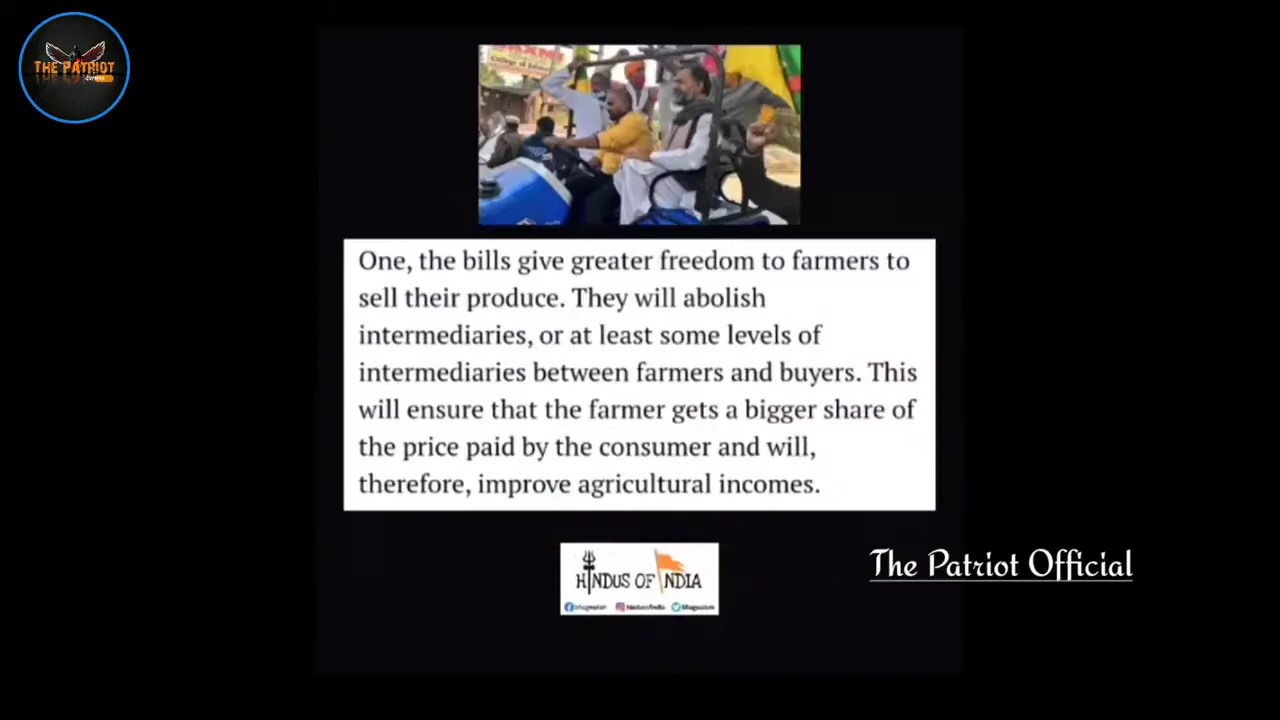 THE PATRIOT
College of
One, the bills give greater freedom to farmers to
sell their produce. They will abolish
intermediaries, or at least some levels of
intermediaries between farmers and buyers. This
will ensure that the farmer gets a bigger share of
the price paid by the consumer and will,
therefore, improve agricultural incomes.
HINDUS OF INDIA
The Patriot Official